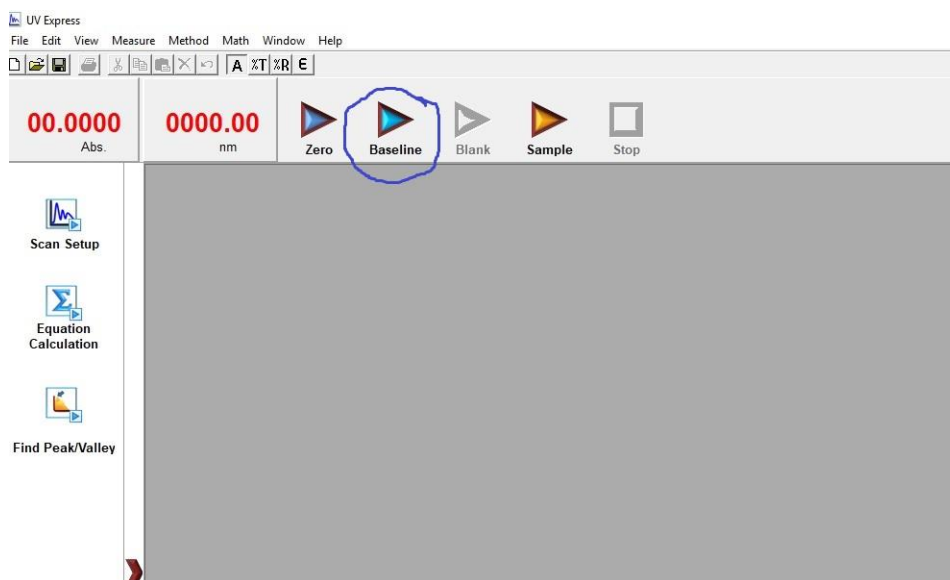 UV Express
File Edit View Measure Method Math Window Help
A %T %R E
00.0000
Abs.
0000.00
nm
Zero
Baseline
Blank
Sample
Stop
Scan Setup
Equation
Calculation
Find Peak/Valley